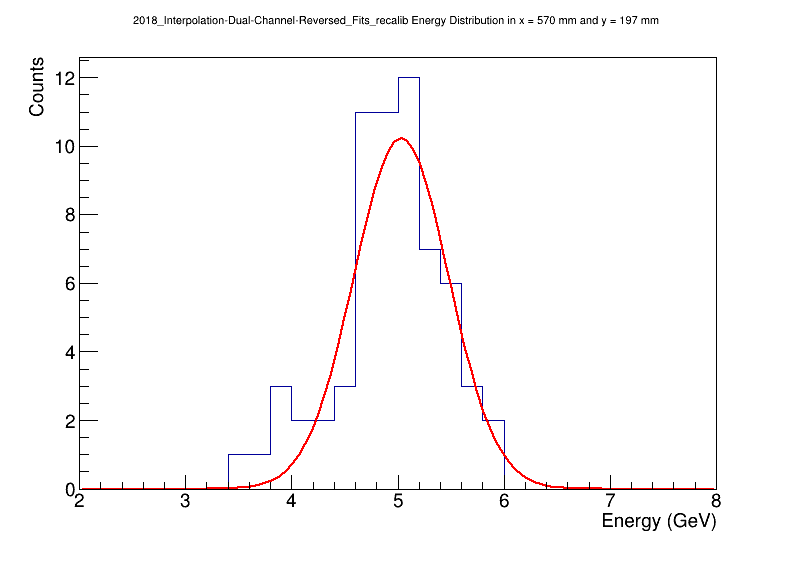 2018_Interpolation-Dual-Channel-Reversed_Fits_recalib Energy Distribution in x = 570 mm and y = 197 mm
Counts
12
10
8
6
4
2
0
2 3 4 5 6 7 8
Energy (GeV)